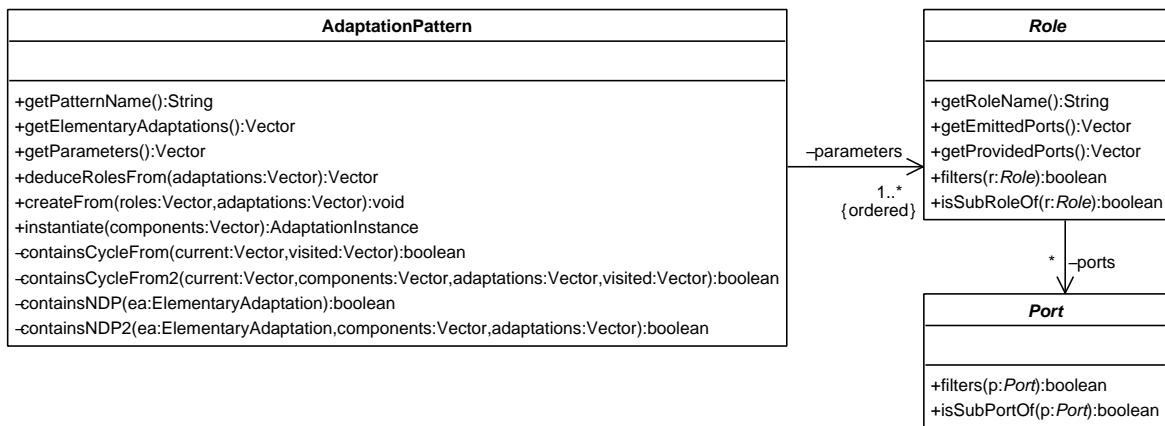 AdaptationPattern
+getPatternName():String
+getElementaryAdaptations():Vector
+getParameters():Vector
+deduceRolesFrom(adaptations:Vector):Vector
+createFrom(roles:Vector,adaptations:Vector):void
+instantiate(components:Vector):AdaptationInstance
–containsCycleFrom(current:Vector,visited:Vector):boolean
–containsCycleFrom2(current:Vector,components:Vector,adaptations:Vector,visited:Vector):boolean
–containsNDP(ea:ElementaryAdaptation):boolean
–containsNDP2(ea:ElementaryAdaptation,components:Vector,adaptations:Vector):boolean
–parameters
1..*
{ordered}
Role
+getRoleName():String
+getEmittedPorts():Vector
+getProvidedPorts():Vector
+filters(r:Role):boolean
+isSubRoleOf(r:Role):boolean
* –ports
Port
+filters(p:Port):boolean
+isSubPortOf(p:Port):boolean